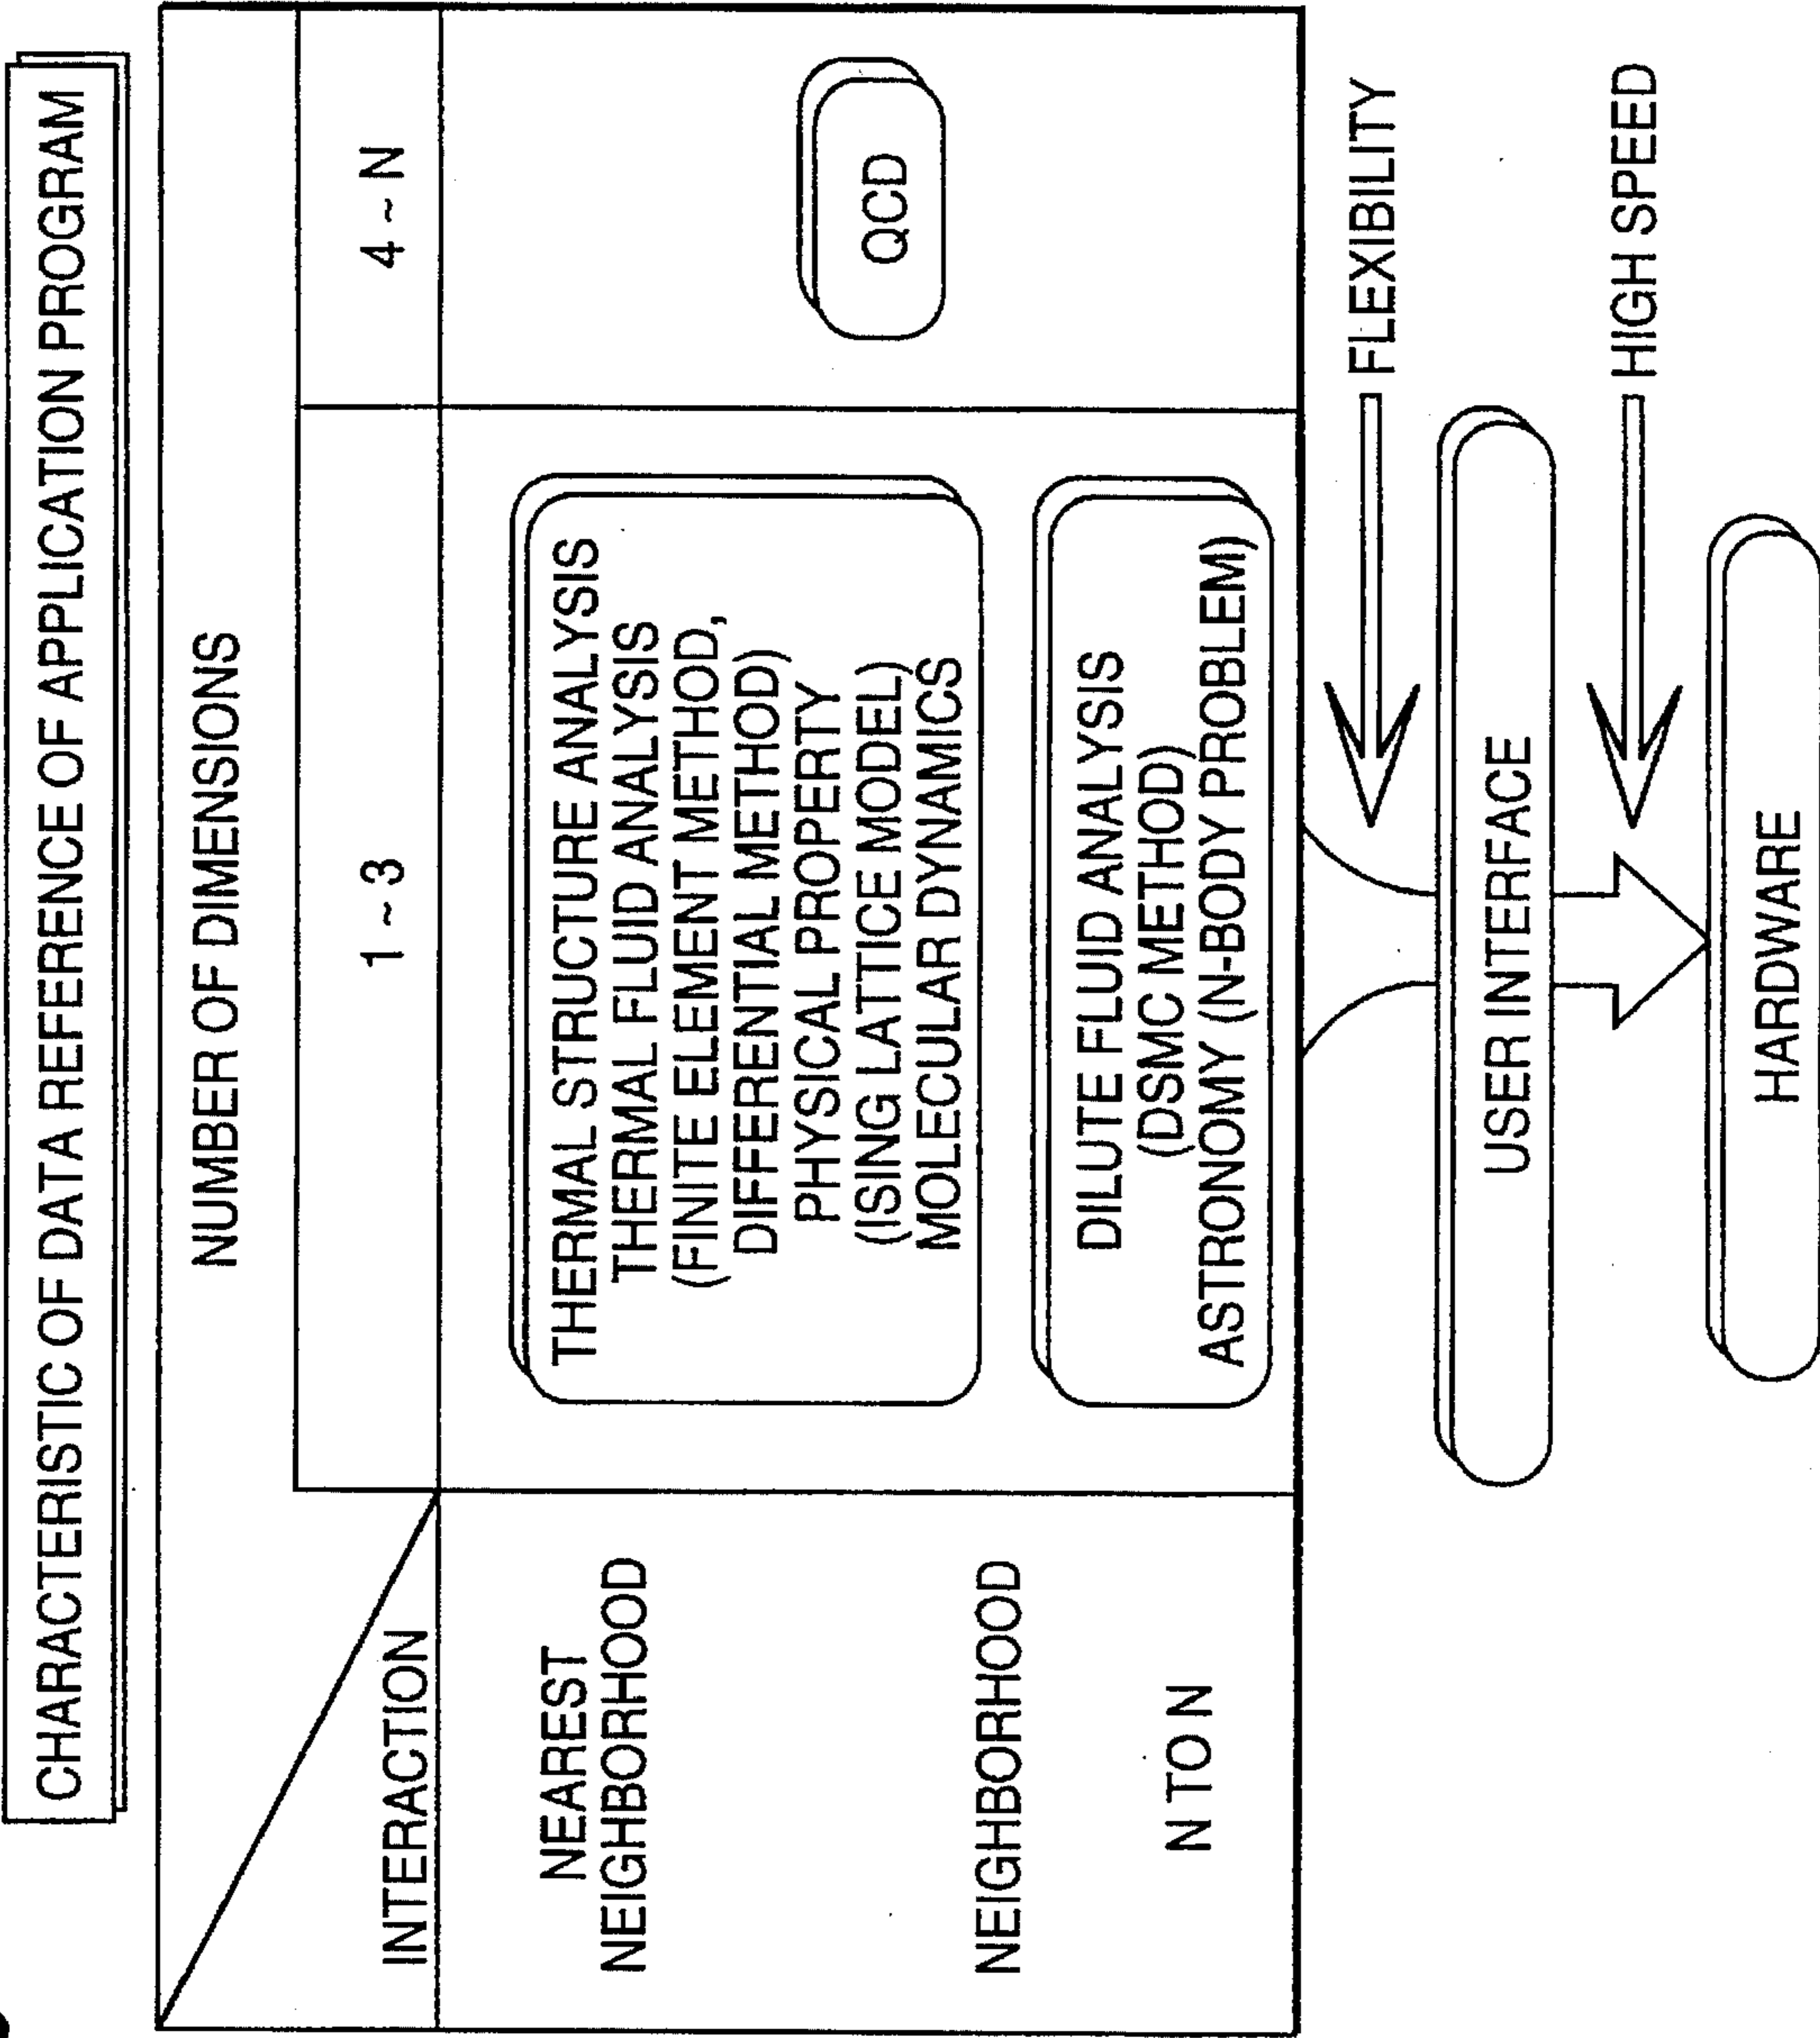 CHARACTERISTIC OF DATA REFERENCE OF APPLICATION PROGRAM
NUMBER OF DIMENSIONS
INTERACTION
1 ~ 3
4 ~ N
NEAREST
NEIGHBORHOOD
THERMAL STRUCTURE ANALYSIS
THERMAL FLUID ANALYSIS
(FINITE ELEMENT METHOD,
DIFFERENTIAL METHOD)
PHYSICAL PROPERTY
(ISING LATTICE MODEL)
MOLECULAR DYNAMICS
QCD
NEIGHBORHOOD
N TO N
DILUTE FLUID ANALYSIS
(DSMC METHOD)
ASTRONOMY (N-BODY PROBLEM)
FLEXIBILITY
USER INTERFACE
HIGH SPEED
HARDWARE